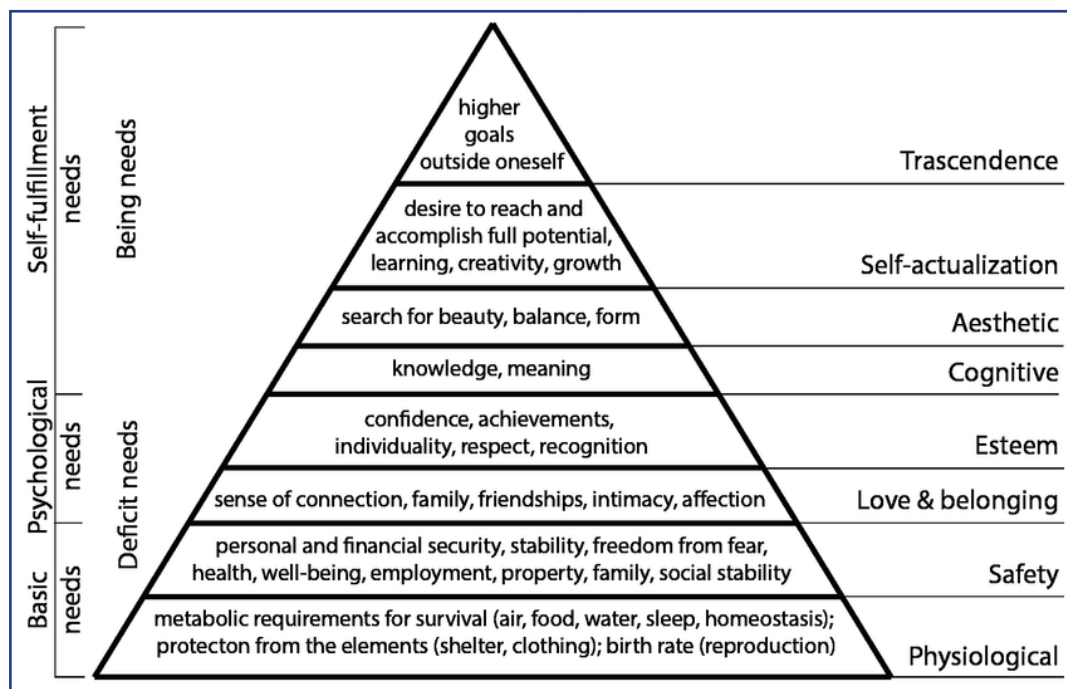 higher
goals
outside oneself
Trascendence
desire to reach and
accomplish full potential,
learning, creativity, growth
Self-actualization
search for beauty, balance, form
Aesthetic
knowledge, meaning
Cognitive
confidence, achievements,
individuality, respect, recognition
Esteem
sense of connection, family, friendships, intimacy, affection
Love & belonging
personal and financial security, stability, freedom from fear,
health, well-being, employment, property, family, social stability
Safety
metabolic requirements for survival (air, food, water, sleep, homeostasis);
protecton from the elements (shelter, clothing); birth rate (reproduction)
Physiological
Self-fulfillment
needs
Psychological
needs
Basic
needs
Being needs
Deficit needs